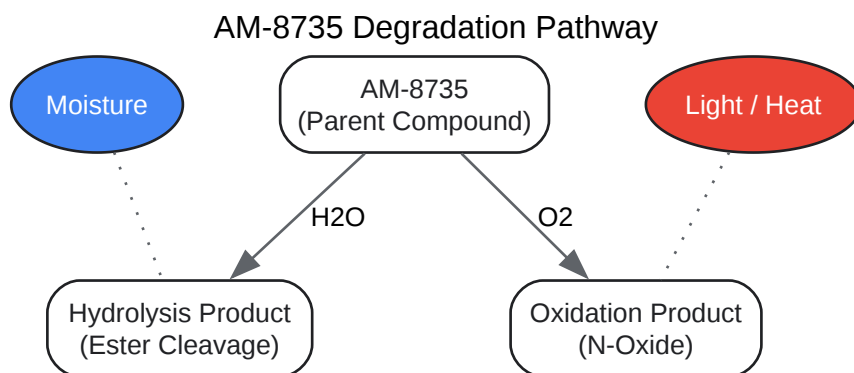 AM-8735 Degradation Pathway
Moisture
AM-8735
(Parent Compound)
Light / Heat
H2O
O2
Hydrolysis Product
(Ester Cleavage)
Oxidation Product
(N-Oxide)